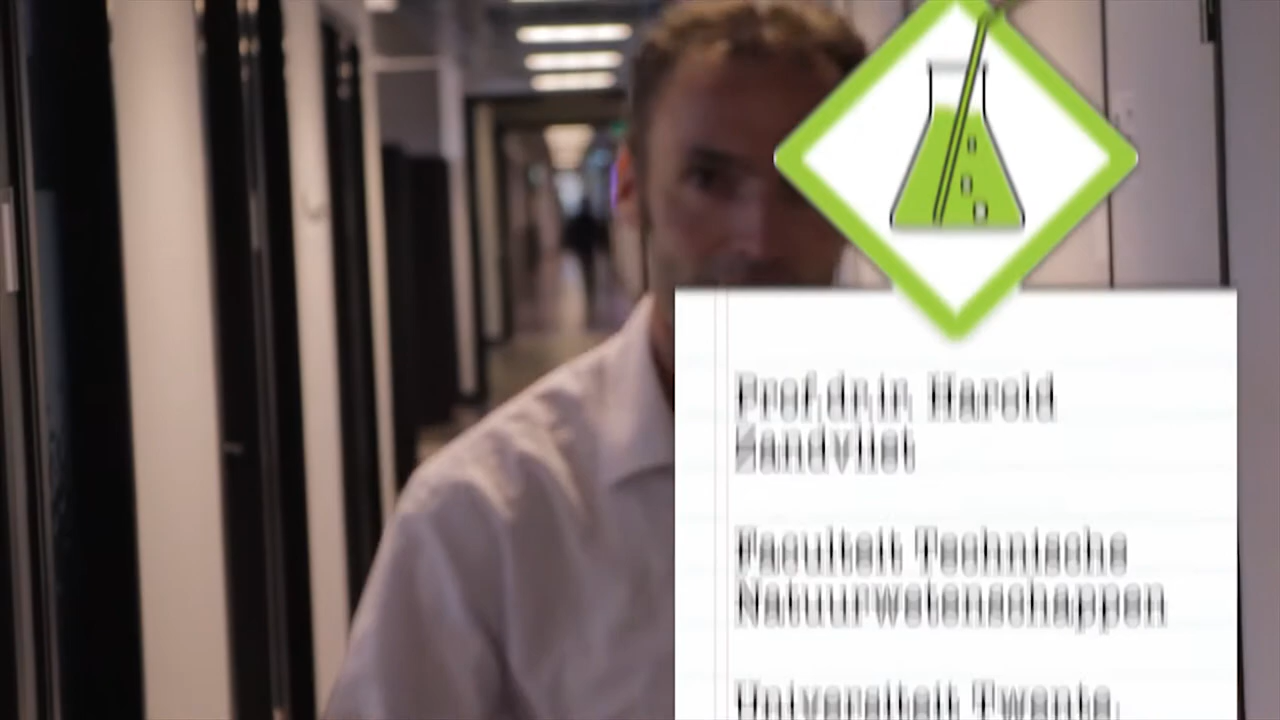 Prof.dr.ir. Harold
Zandvliet
Faculteit Technische
Natuurwetenschappen
Universiteit Twente,